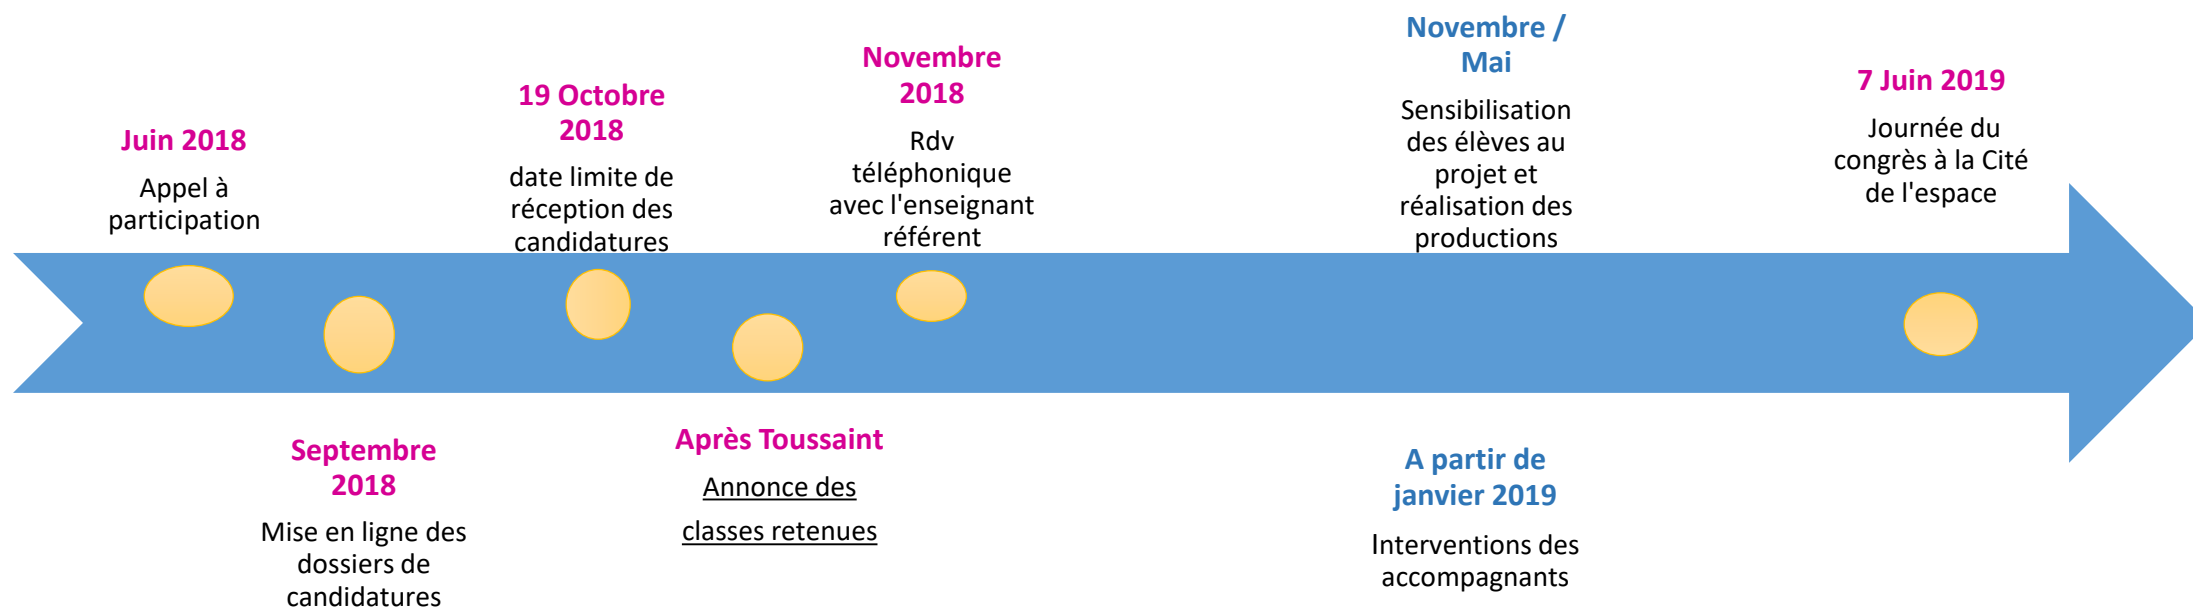 Juin 2018
Appel à
participation
Septembre
2018
Mise en ligne des
dossiers de
candidatures
19 Octobre
2018
date limite de
réception des
candidatures
Après Toussaint
Annonce des
classes retenues
Novembre
2018
Rdv
téléphonique
avec l'enseignant
référent
Novembre /
Mai
Sensibilisation
des élèves au
projet et
réalisation des
productions
A partir de
janvier 2019
Interventions des
accompagnants
7 Juin 2019
Journée du
congrès à la Cité
de l'espace